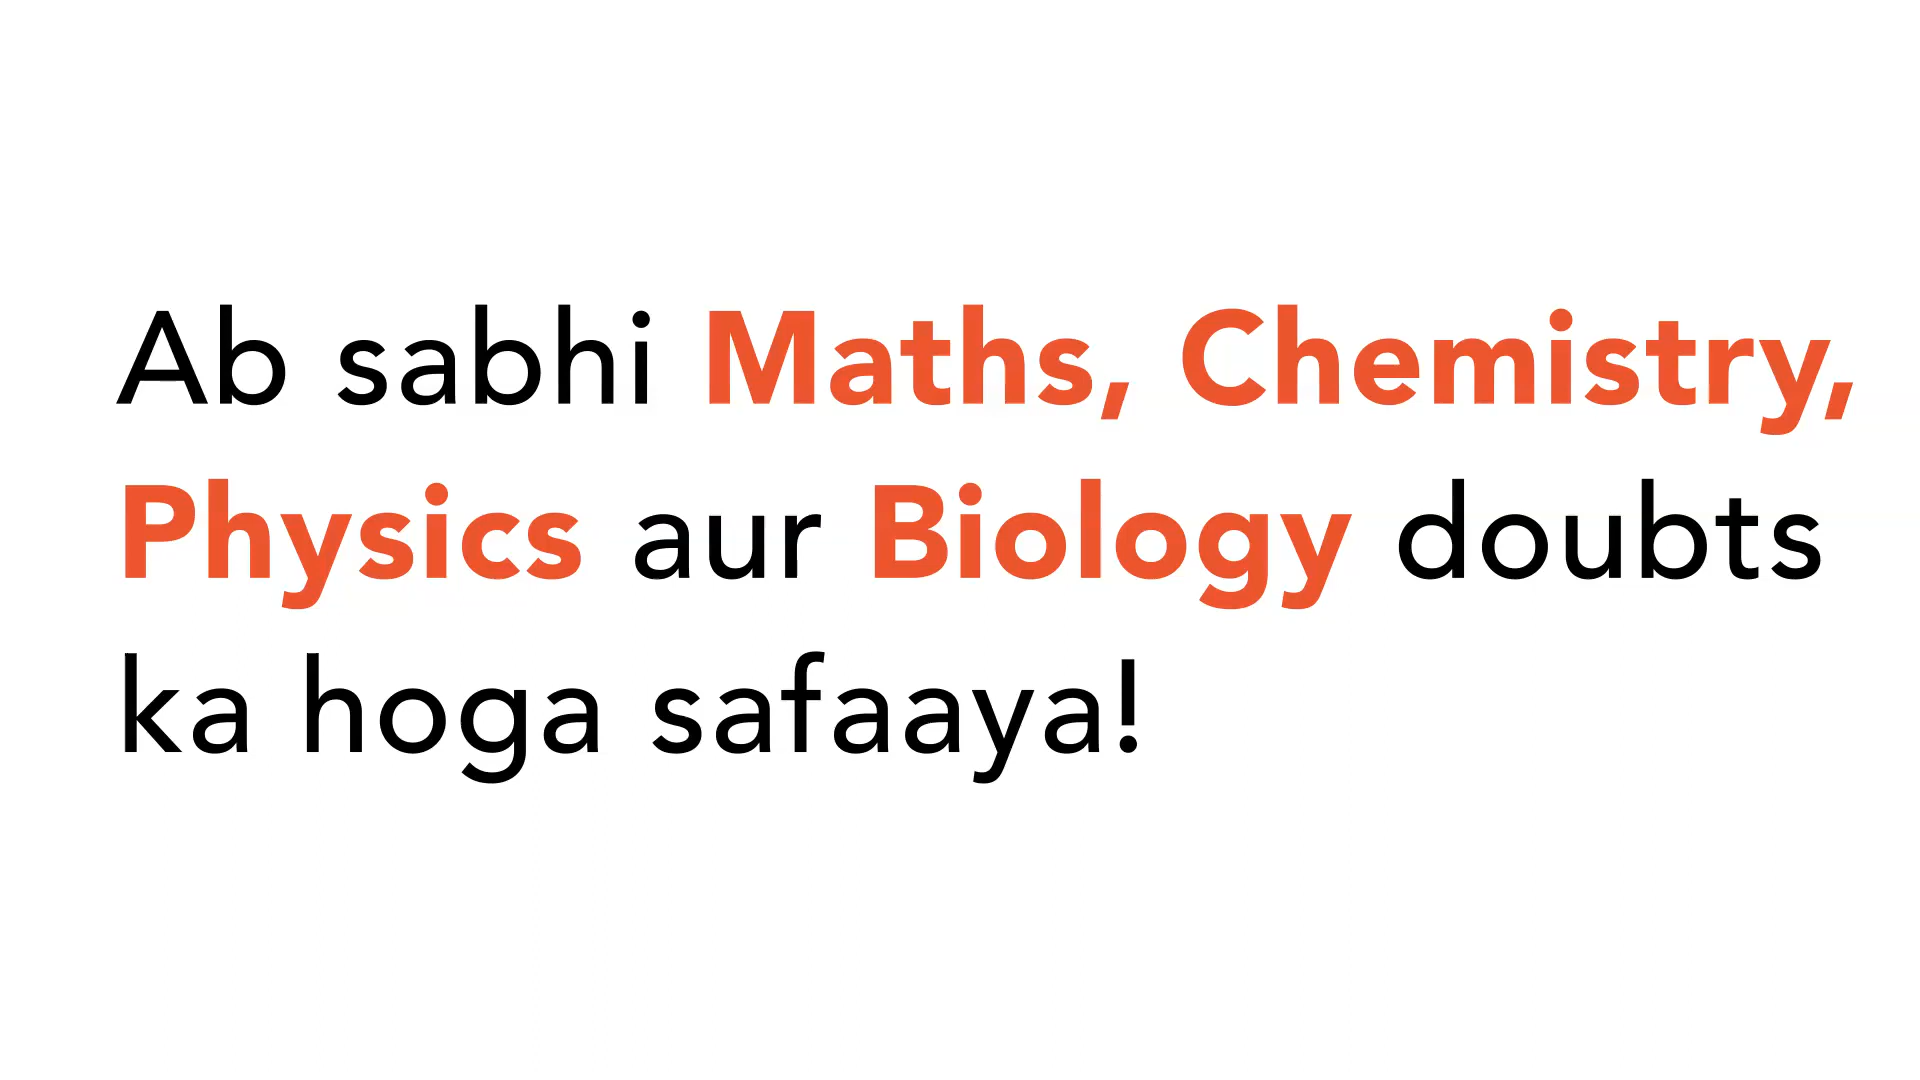 Ab sabhi Maths, Chemistry,
Physics aur Biology doubts
ka hoga safaaya!